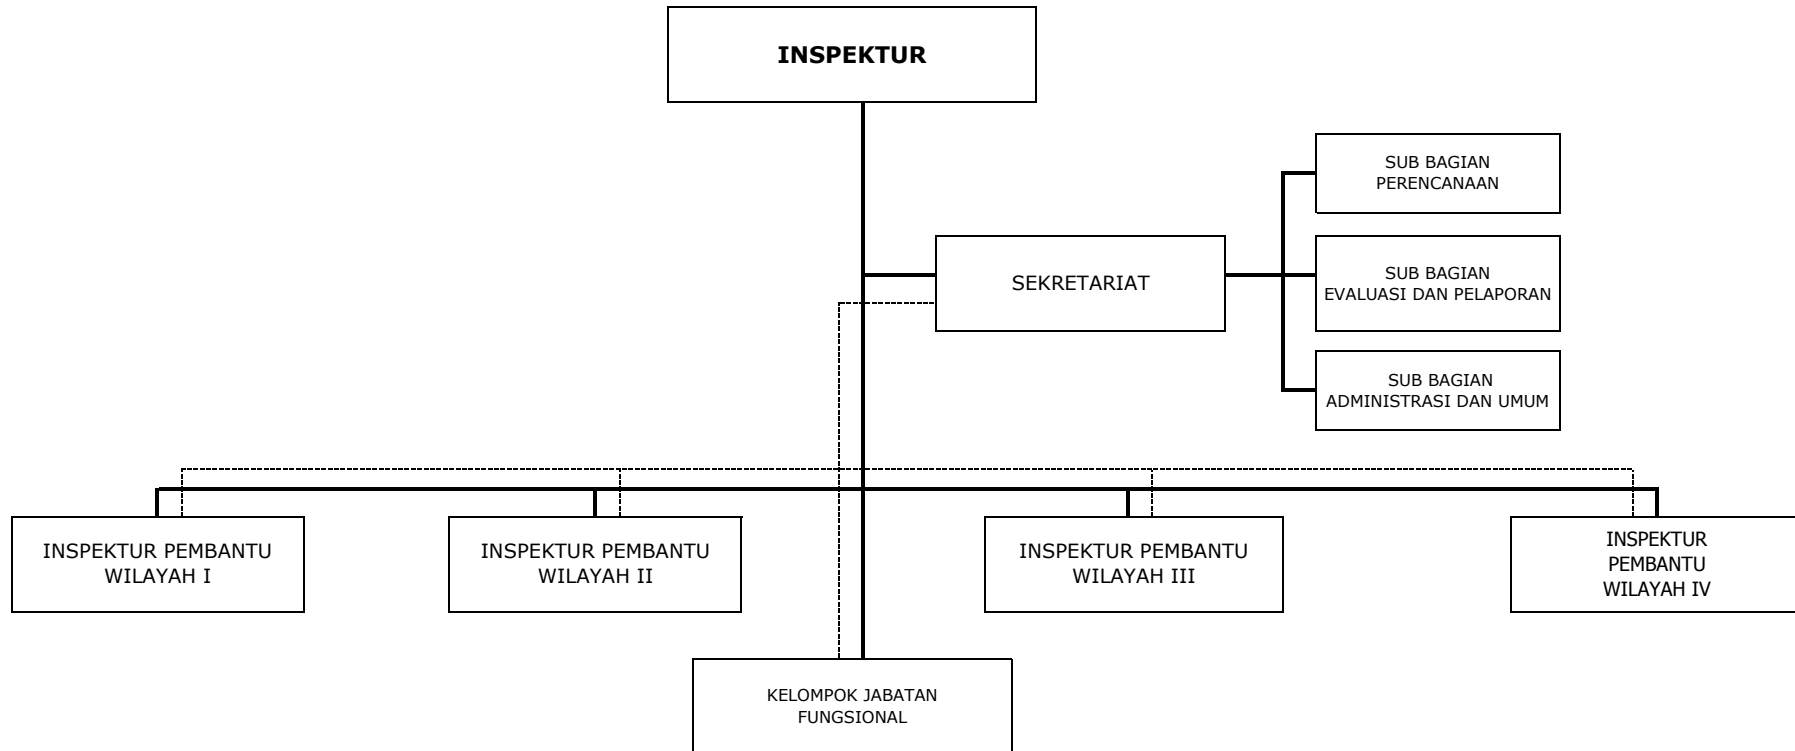 INSPEKTUR
SUB BAGIAN
PERENCANAAN
SEKRETARIAT
SUB BAGIAN
EVALUASI DAN PELAPORAN
SUB BAGIAN
ADMINISTRASI DAN UMUM
INSPEKTUR PEMBANTU
WILAYAH I
INSPEKTUR PEMBANTU
WILAYAH II
INSPEKTUR PEMBANTU
WILAYAH III
INSPEKTUR
PEMBANTU
WILAYAH IV
KELOMPOK JABATAN
FUNGSIONAL